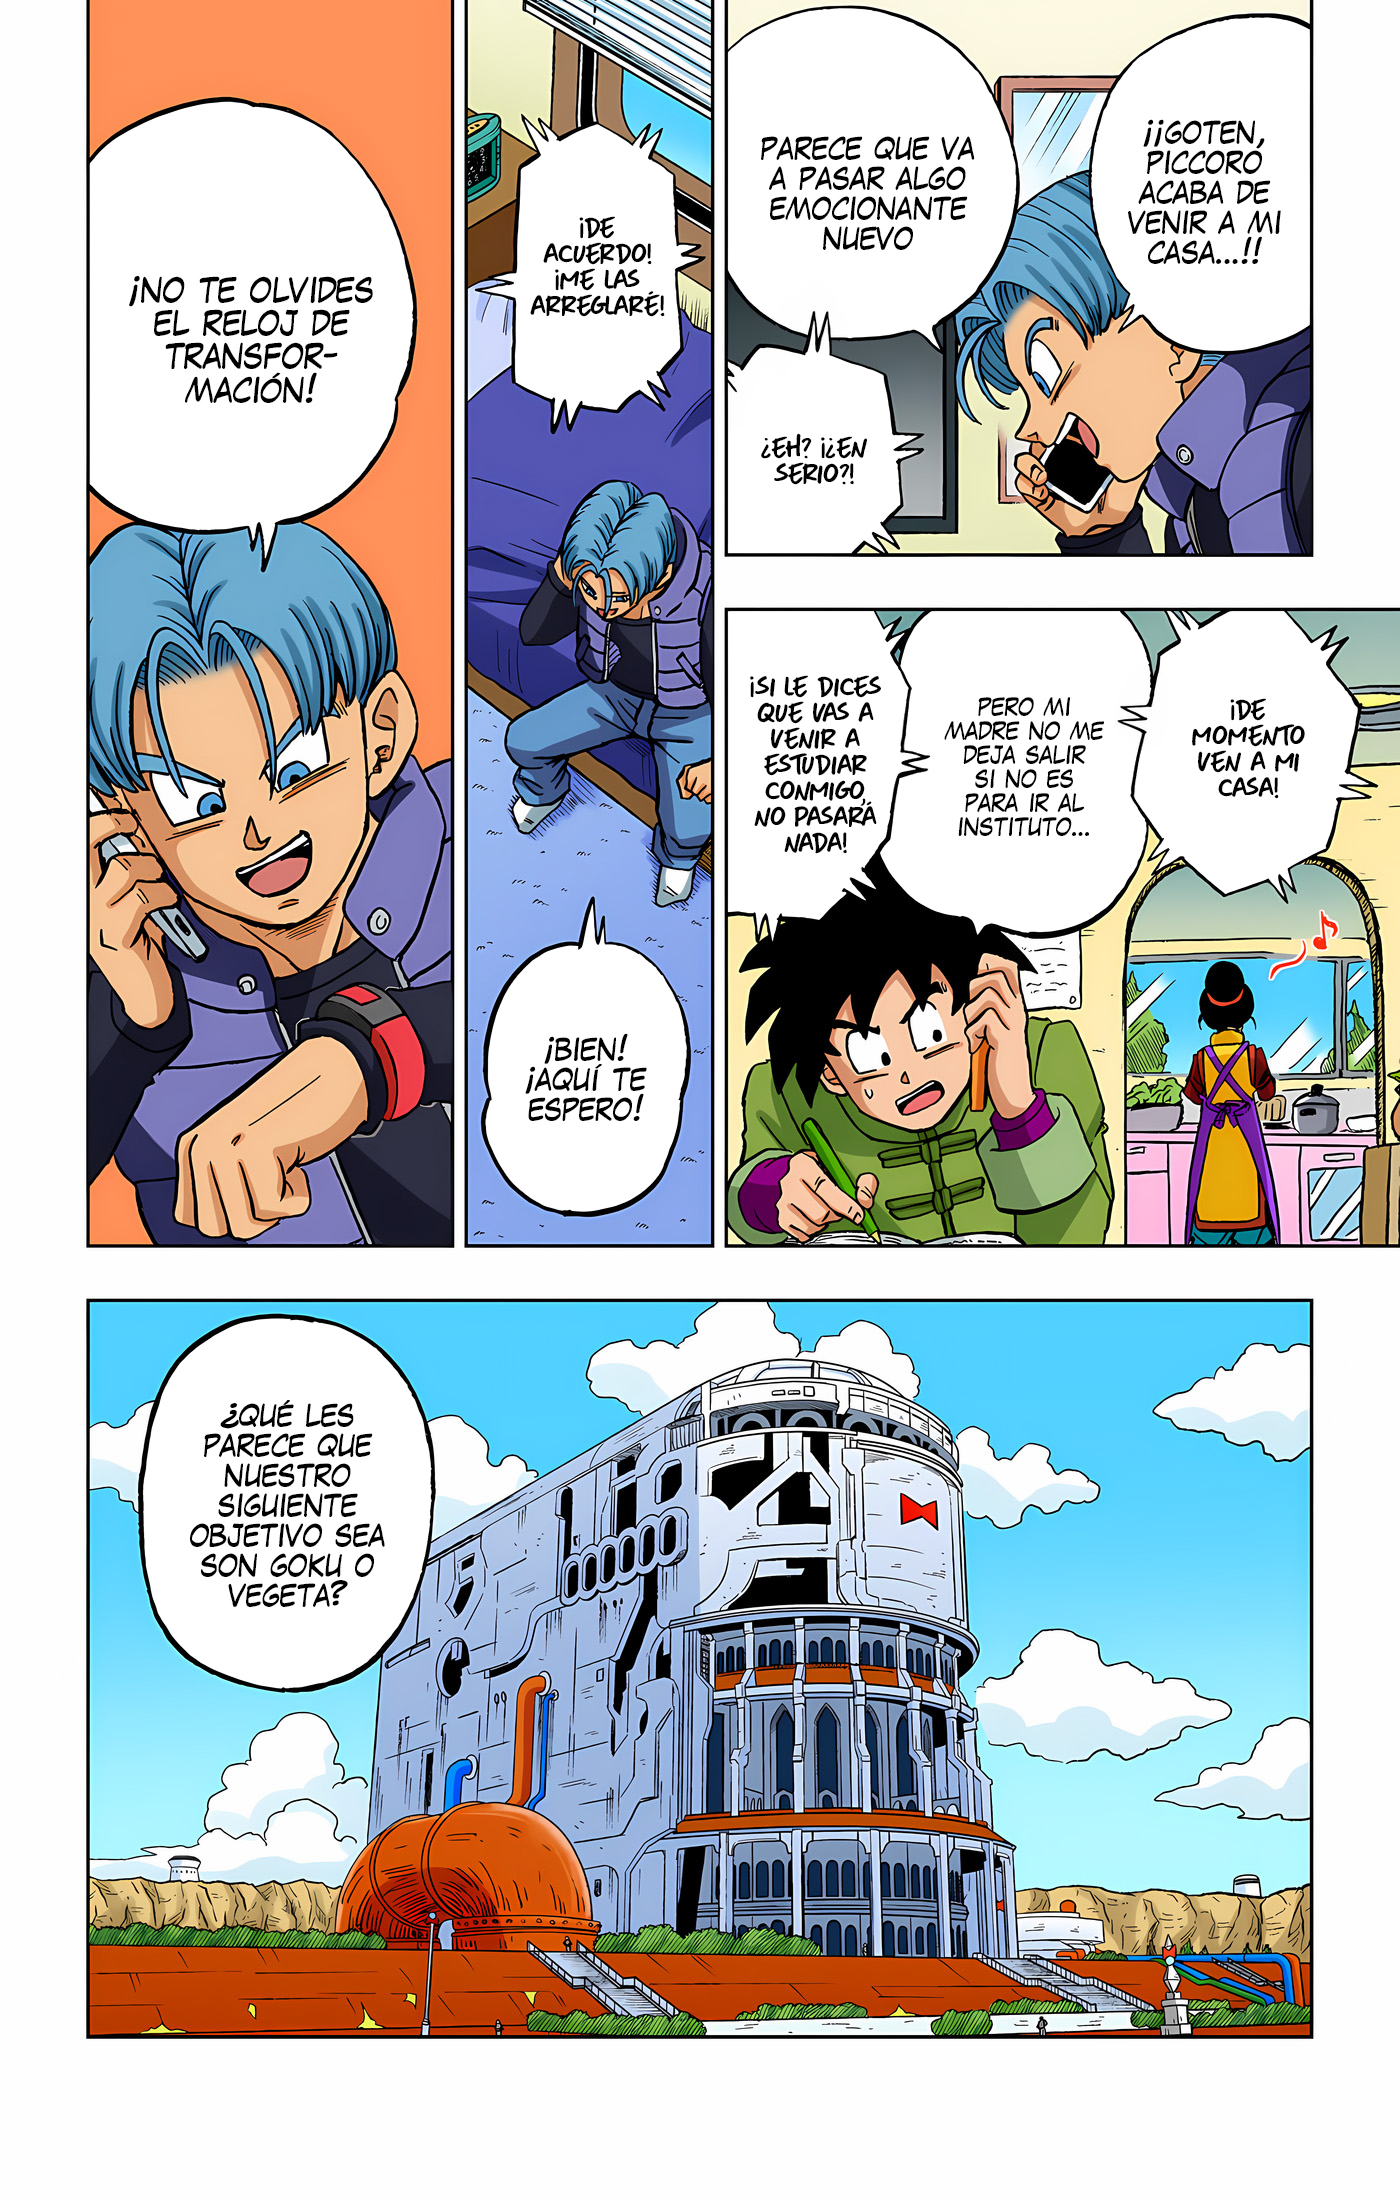 ¡¡GOTEN,
PICCORO
ACABA DE
VENIR A MI
CASA...!!
PARECE QUE VA
A PASAR ALGO
EMOCIONANTE
NUEVO
¿EH? ¡¿EN
SERIO?!
¡DE
MOMENTO
VEN A MI
CASA!
PERO MI
MADRE NO ME
DEJA SALIR
SI NO ES
PARA IR AL
INSTITUTO...
¡SI LE DICES
QUE VAS A
VENIR A
ESTUDIAR
CONMIGO,
NO PASARÁ
NADA!
¡DE
ACUERDO!
¡ME LAS
ARREGLARÉ!
¡BIEN!
¡AQUÍ TE
ESPERO!
¡NO TE OLVIDES
EL RELOJ DE
TRANSFOR-
MACIÓN!
¿QUÉ LES
PARECE QUE
NUESTRO
SIGUIENTE
OBJETIVO SEA
SON GOKU O
VEGETA?